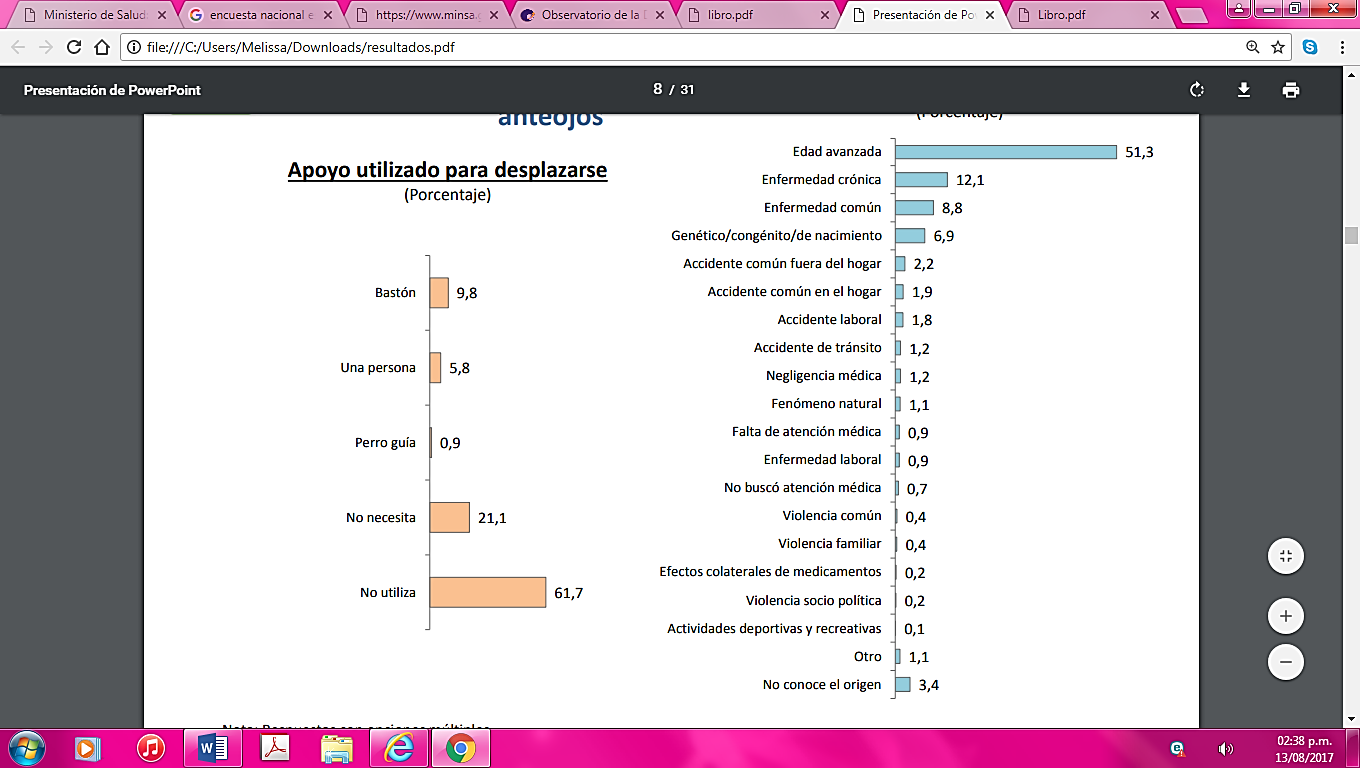 Ministerio de Salud
encuesta nacional e
https://www.minsa.g
Observatorio de la D
libro.pdf
Presentación de Pow
Libro.pdf
file:///C:/Users/Melissa/Downloads/resultados.pdf
Presentación de PowerPoint
8 / 31
anteojos
(Porcentaje)
Apoyo utilizado para desplazarse
(Porcentaje)
Bastón 9,8
Una persona 5,8
Perro guía 0,9
No necesita 21,1
No utiliza 61,7
Edad avanzada 51,3
Enfermedad crónica 12,1
Enfermedad común 8,8
Genético/congénito/de nacimiento 6,9
Accidente común fuera del hogar 2,2
Accidente común en el hogar 1,9
Accidente laboral 1,8
Accidente de tránsito 1,2
Negligencia médica 1,2
Fenómeno natural 1,1
Falta de atención médica 0,9
Enfermedad laboral 0,9
No buscó atención médica 0,7
Violencia común 0,4
Violencia familiar 0,4
Efectos colaterales de medicamentos 0,2
Violencia socio política 0,2
Actividades deportivas y recreativas 0,1
Otro 1,1
No conoce el origen 3,4
Nota: Respuestas con opciones múltiples
02:38 p.m.
13/08/2017